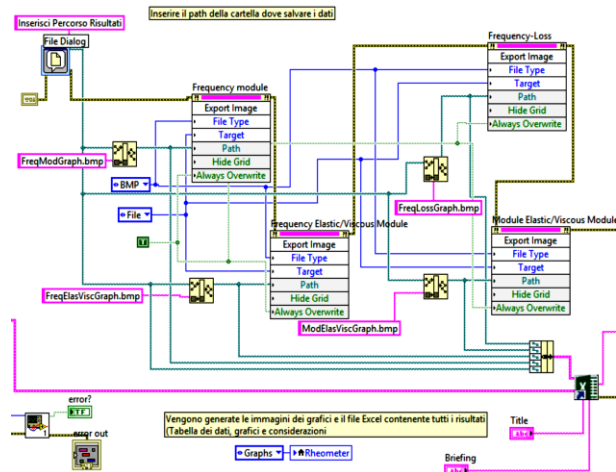 Inserire il path della cartella dove salvare i dati
Inserisci Percorso Risultati
File Dialog
Frequency-Loss
Export Image
File Type
Target
Path
Hide Grid
Always Overwrite
Frequency module
Export Image
File Type
Target
Path
Hide Grid
Always Overwrite
FreqModGraph.bmp
BMP
File
FreqLossGraph.bmp
T
Frequency Elastic/Viscous Module
Export Image
File Type
Target
Path
Hide Grid
Always Overwrite
Module Elastic/Viscous Module
Export Image
File Type
Target
Path
Hide Grid
Always Overwrite
FreqElasViscGraph.bmp
ModElasViscGraph.bmp
error?
TF
error out
Vengono generate le immagini dei grafici e il file Excel contenente tutti i risultati
(Tabella dei dati, grafici e considerazioni
Graphs
Rheometer
Title
abc
Briefing
abc